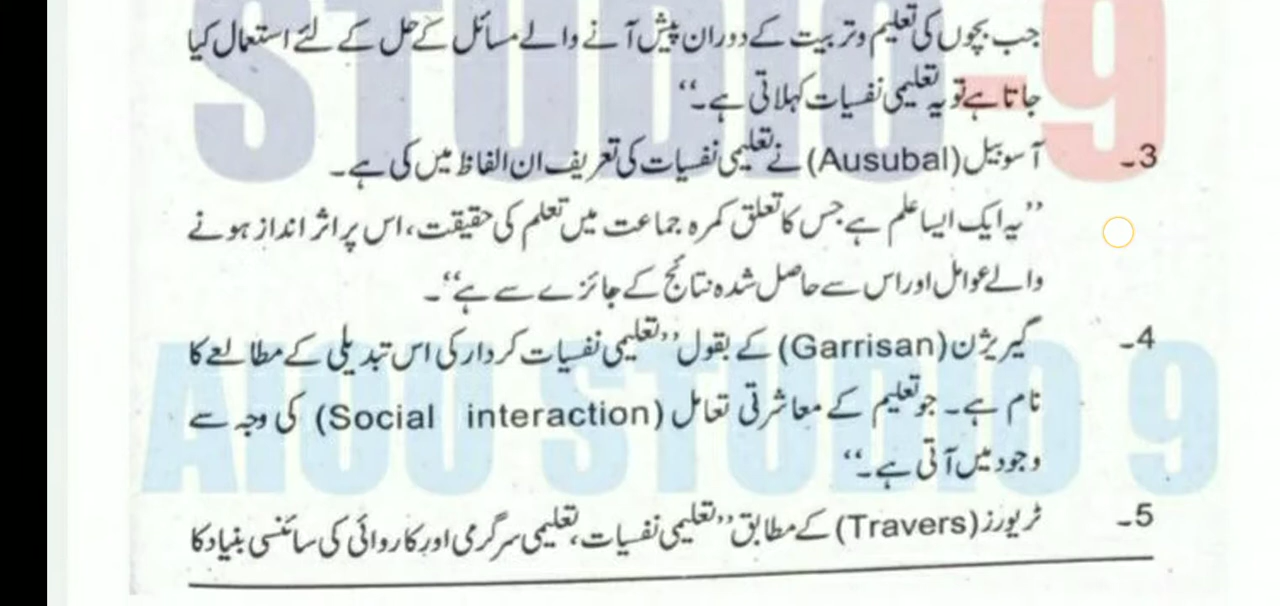 جب بچوں کی تعلیم وتربیت کے دوران پیش آنے والے مسائل کے حل کے لئے استعمال کیا
جاتا ہے تو یہ تعلیمی نفسیات کہلاتی ہے۔“
3۔ آسوبیل (Ausubal) نے تعلیمی نفسیات کی تعریف ان الفاظ میں کی ہے۔
”یہ ایک ایسا علم ہے جس کا تعلق کمرہ جماعت میں تعلم کی حقیقت، اس پر اثر انداز ہونے
والے عوامل اور اس سے حاصل شدہ نتائج کے جائزے سے ہے“۔
4۔ گیریژن (Garrisan) کے بقول ”تعلیمی نفسیات کردار کی اس تبدیلی کے مطالعے کا
نام ہے۔ جو تعلیم کے معاشرتی تعامل (Social interaction) کی وجہ سے
وجود میں آتی ہے۔“
5۔ ٹریورز (Travers) کے مطابق ”تعلیمی نفسیات، تعلیمی سرگرمی اور کاروائی کی سائنسی بنیاد کا
STUDIO-9
AIOU STUDIO 9